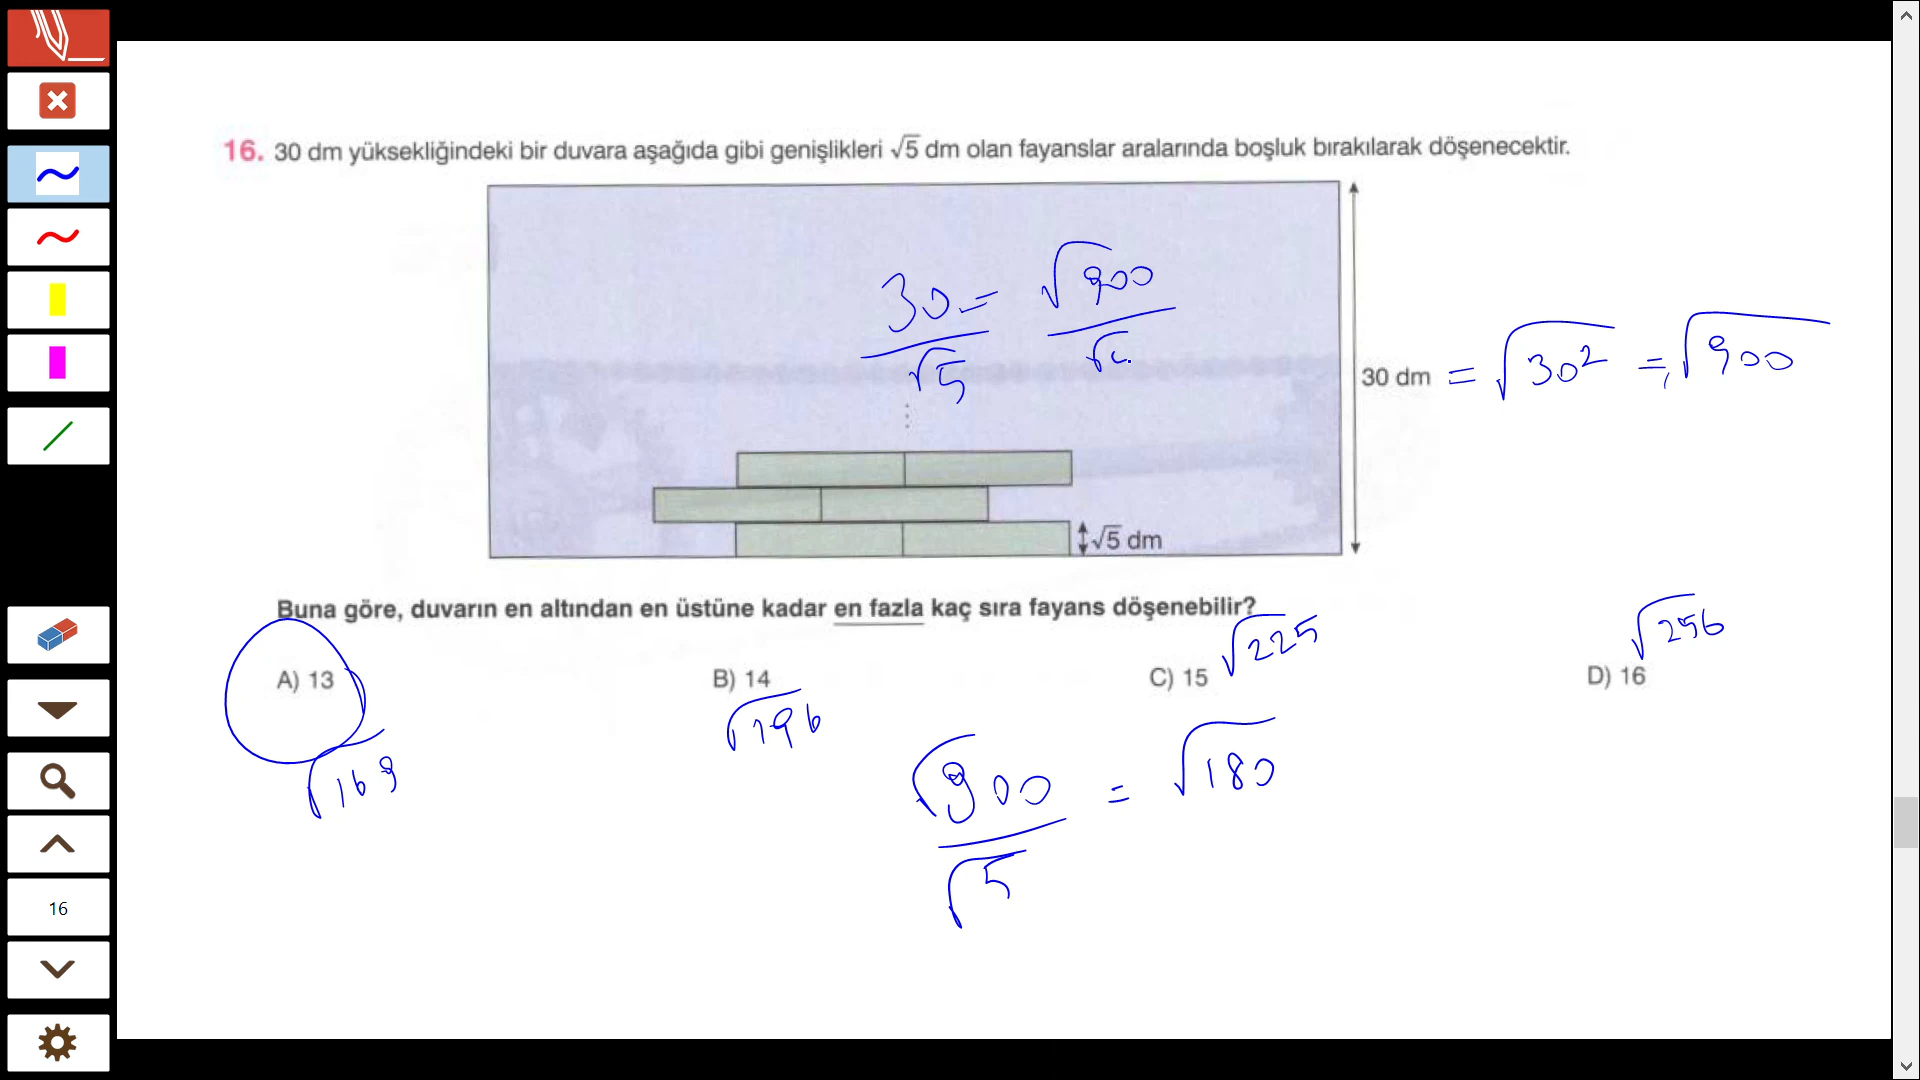 16. 30 dm yüksekliğindeki bir duvara aşağıda gibi genişlikleri √5 dm olan fayanslar aralarında boşluk bırakılarak döşenecektir.
30/√5 = √900/
30 dm = √30² = √900
√5 dm
Buna göre, duvarın en altından en üstüne kadar en fazla kaç sıra fayans döşenebilir?
A) 13 B) 14 C) 15 D) 16
√169 √196 √225 √256
√900/√5 = √180
16